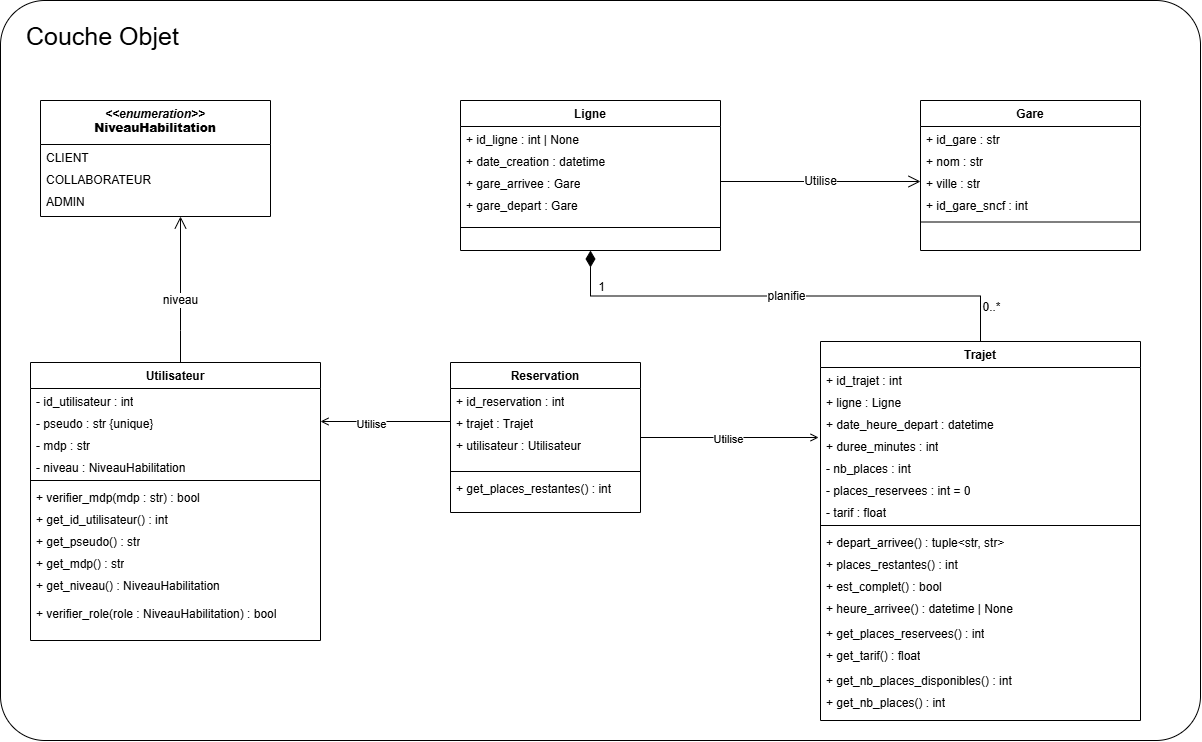 Couche Objet
<<enumeration>>
NiveauHabilitation
CLIENT
COLLABORATEUR
ADMIN
Ligne
+ id_ligne : int | None
+ date_creation : datetime
+ gare_arrivee : Gare
+ gare_depart : Gare
Utilise
Gare
+ id_gare : str
+ nom : str
+ ville : str
+ id_gare_sncf : int
niveau
1
planifie
0..*
Utilisateur
- id_utilisateur : int
- pseudo : str {unique}
- mdp : str
- niveau : NiveauHabilitation
+ verifier_mdp(mdp : str) : bool
+ get_id_utilisateur() : int
+ get_pseudo() : str
+ get_mdp() : str
+ get_niveau() : NiveauHabilitation
+ verifier_role(role : NiveauHabilitation) : bool
Utilise
Reservation
+ id_reservation : int
+ trajet : Trajet
+ utilisateur : Utilisateur
+ get_places_restantes() : int
Utilise
Trajet
+ id_trajet : int
+ ligne : Ligne
+ date_heure_depart : datetime
+ duree_minutes : int
- nb_places : int
- places_reservees : int = 0
- tarif : float
+ depart_arrivee() : tuple<str, str>
+ places_restantes() : int
+ est_complet() : bool
+ heure_arrivee() : datetime | None
+ get_places_reservees() : int
+ get_tarif() : float
+ get_nb_places_disponibles() : int
+ get_nb_places() : int